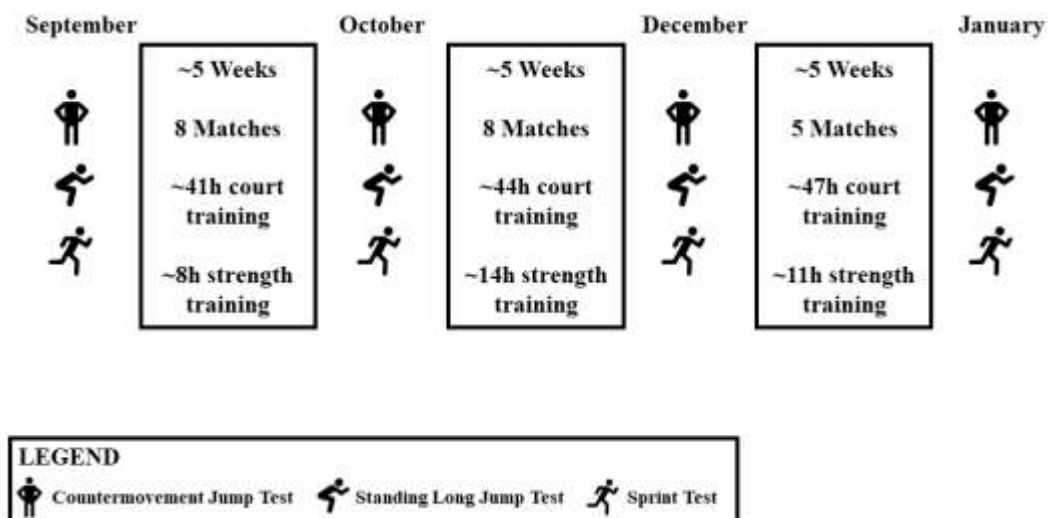 September October December January
~5 Weeks ~5 Weeks ~5 Weeks
8 Matches 8 Matches 5 Matches
~41h court ~44h court ~47h court
training training training
~8h strength ~14h strength ~11h strength
training training training
LEGEND
Countermovement Jump Test Standing Long Jump Test Sprint Test